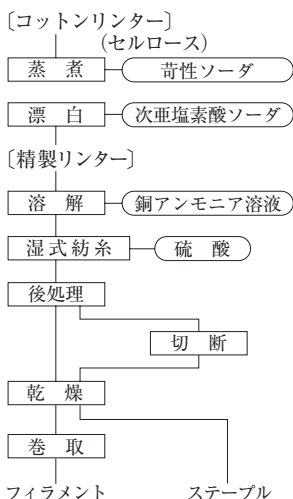 〔コットンリンター〕
(セルロース)
蒸煮 苛性ソーダ
漂白 次亜塩素酸ソーダ
〔精製リンター〕
溶解 銅アンモニア溶液
湿式紡糸 硫酸
後処理
切断
乾燥
巻取
フィラメント ステープル